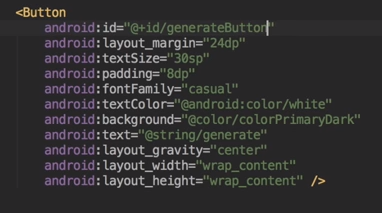 <Button
android:id="@+id/generateButton"
android:layout_margin="24dp"
android:textSize="30sp"
android:padding="8dp"
android:fontFamily="casual"
android:textColor="@android:color/white"
android:background="@color/colorPrimaryDark"
android:text="@string/generate"
android:layout_gravity="center"
android:layout_width="wrap_content"
android:layout_height="wrap_content" />